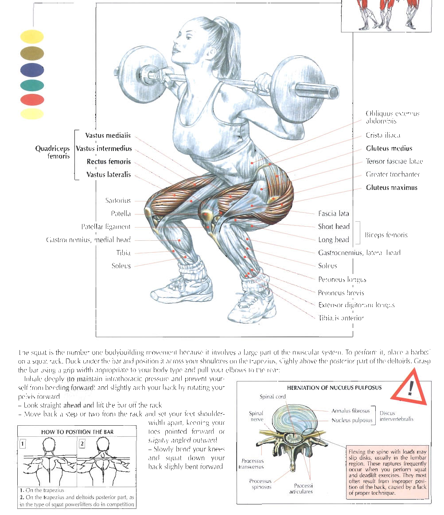 Vastus medialis
Quadriceps femoris
Vastus intermedius
Rectus femoris
Vastus lateralis
Sartorius
Patella
Patellar ligament
Gastrocnemius, medial head
Tibia
Soleus
Obliquus externus abdominis
Crista iliaca
Gluteus medius
Tensor fasciae latae
Greater trochanter
Gluteus maximus
Fascia lata
Short head
Long head
Biceps femoris
Gastrocnemius, lateral head
Soleus
Peroneus longus
Peroneus brevis
Extensor digitorum longus
Tibialis anterior
The squat is the number one bodybuilding movement because it involves a large part of the muscular system. To perform it, place a barbell
on a squat rack. Duck under the bar and position it across your shoulders on the trapezius, slightly above the posterior part of the deltoids. Grasp
the bar using a grip width appropriate to your body type and pull your elbows to the rear.
Inhale deeply (to maintain intrathoracic pressure and prevent your-
self from bending forward) and slightly arch your back by rotating your
pelvis forward
– Look straight ahead and lift the bar off the rack
– Move back a step or two from the rack and set your feet shoulder-
width apart, keeping your
toes pointed forward or
slightly angled outward
– Slowly bend your knees
and squat down your
back slightly bent forward
HOW TO POSITION THE BAR
1
2
1. On the trapezius
2. On the trapezius and deltoids posterior part, as
in the type of squat powerlifters do in competition
HERNIATION OF NUCLEUS PULPOSUS
Spinal cord
Spinal nerve
Annulus fibrosus
Nucleus pulposus
Discus intervertebralis
Processus transversus
Processus spinosus
Processi articulares
!
Flexing the spine with loads may
slip disks, usually in the lumbar
region. These ruptures frequently
occur when you perform squat
and deadlift exercises. They most
often result from improper posi-
tion of the back, caused by a lack
of proper technique.